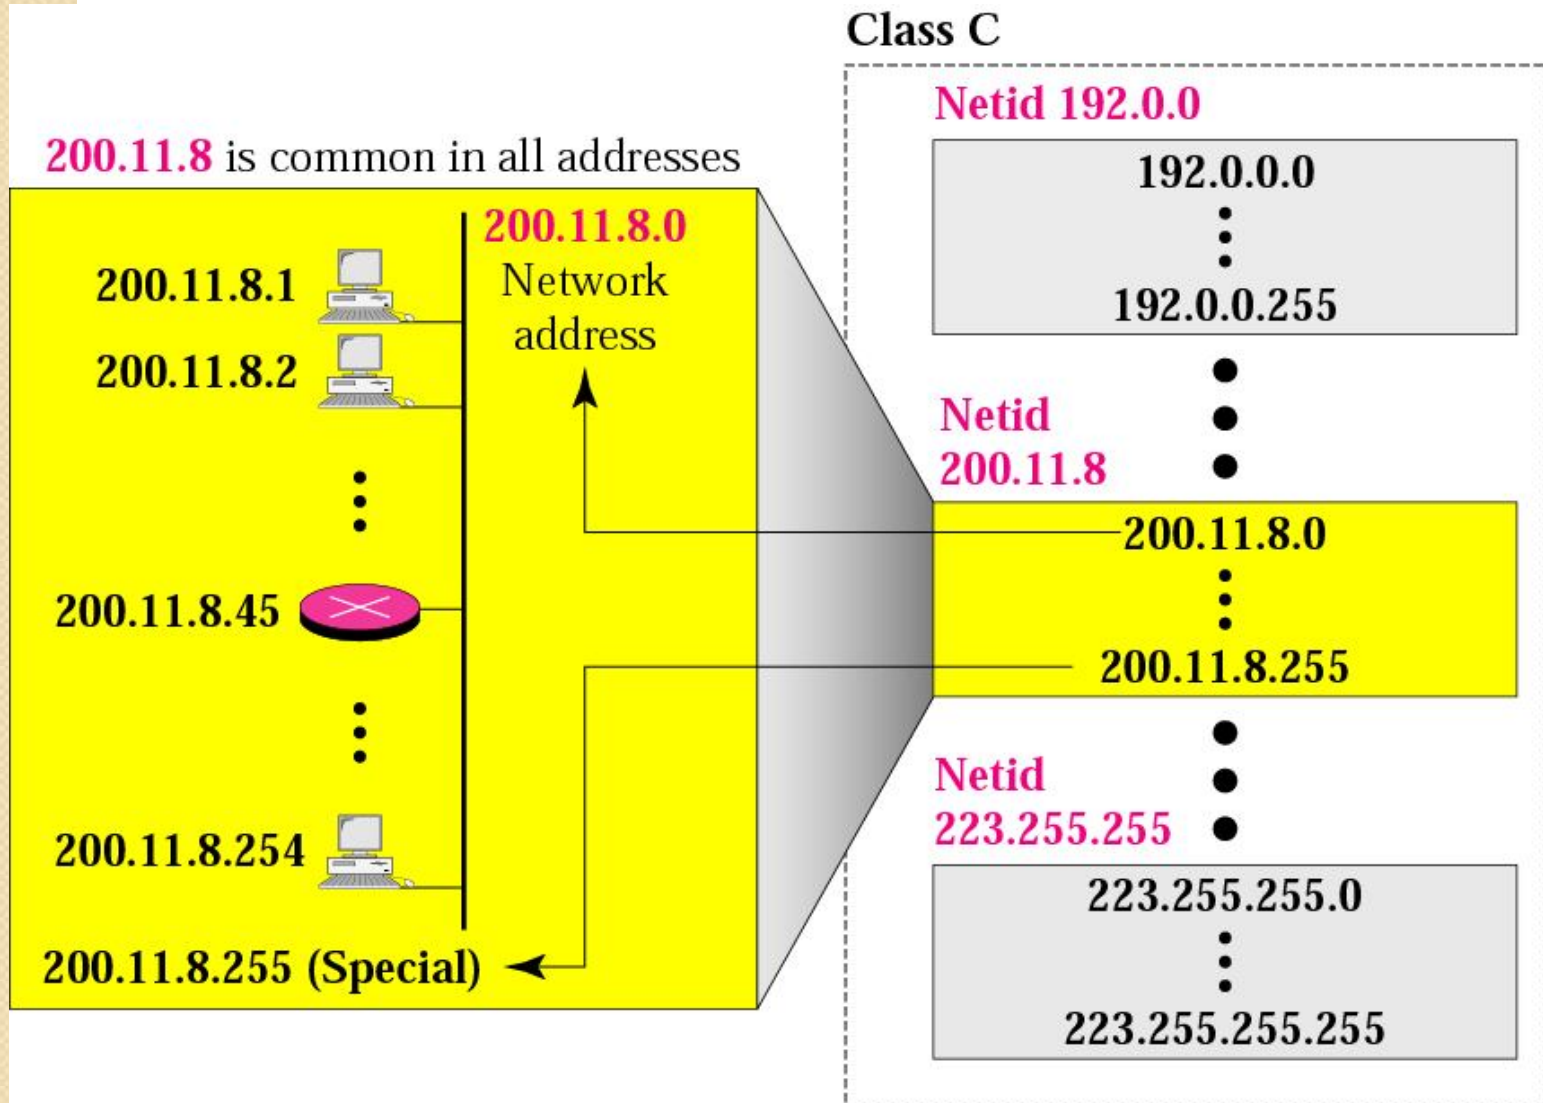 Class C
200.11.8 is common in all addresses
200.11.8.0
Network
address
200.11.8.1
200.11.8.2
200.11.8.45
200.11.8.254
200.11.8.255 (Special)
Netid 192.0.0
192.0.0.0
192.0.0.255
Netid
200.11.8
200.11.8.0
200.11.8.255
Netid
223.255.255
223.255.255.0
223.255.255.255